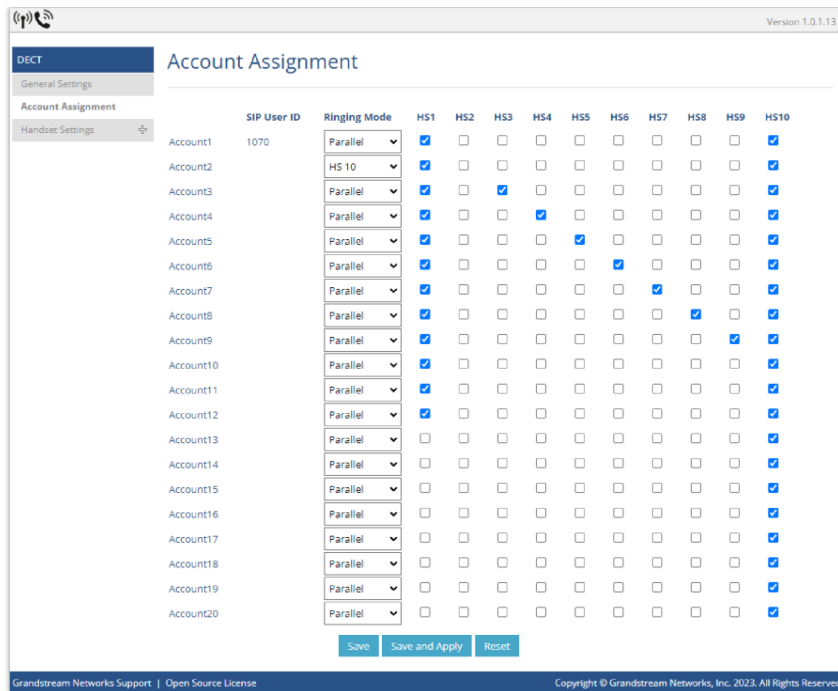 Version 1.0.1.13
DECT
General Settings
Account Assignment
Handset Settings
Account Assignment
SIP User ID Ringing Mode HS1 HS2 HS3 HS4 HS5 HS6 HS7 HS8 HS9 HS10
Account1 1070 Parallel
Account2 HS 10
Account3 Parallel
Account4 Parallel
Account5 Parallel
Account6 Parallel
Account7 Parallel
Account8 Parallel
Account9 Parallel
Account10 Parallel
Account11 Parallel
Account12 Parallel
Account13 Parallel
Account14 Parallel
Account15 Parallel
Account16 Parallel
Account17 Parallel
Account18 Parallel
Account19 Parallel
Account20 Parallel
Save Save and Apply Reset
Grandstream Networks Support | Open Source License Copyright © Grandstream Networks, Inc. 2023. All Rights Reserved